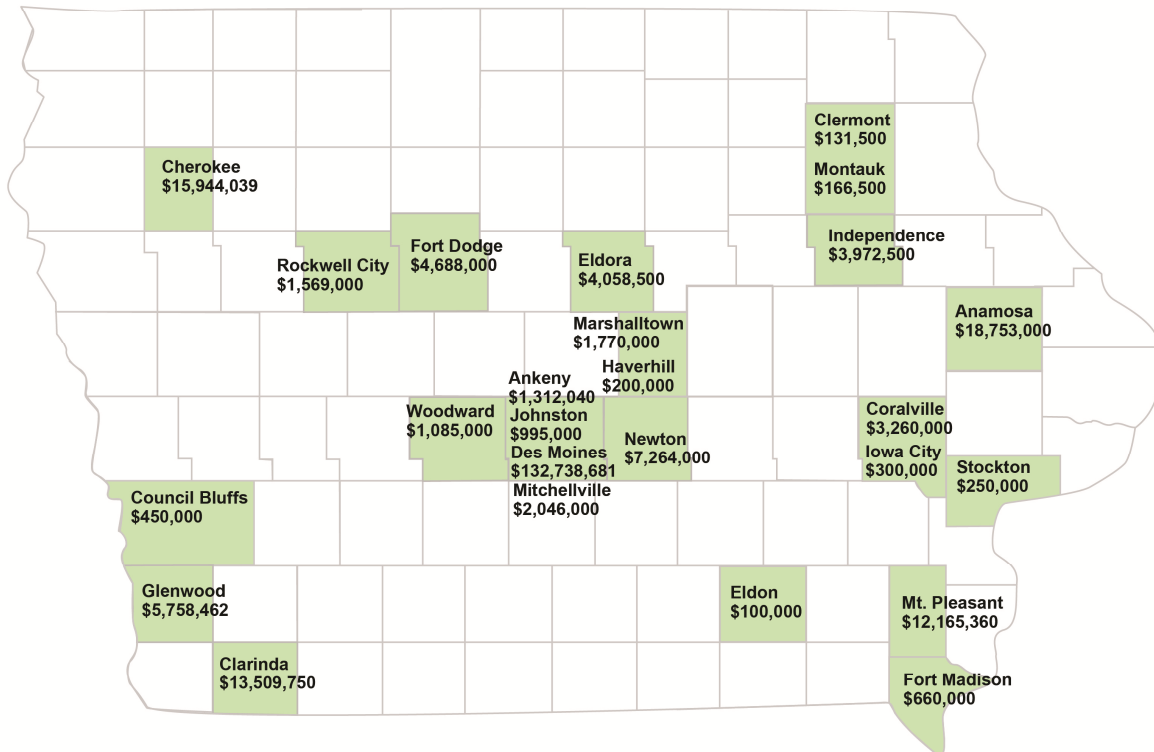 Clermont
$131,500
Montauk
$166,500
Cherokee
$15,944,039
Independence
$3,972,500
Fort Dodge
$4,688,000
Rockwell City
$1,569,000
Eldora
$4,058,500
Anamosa
$18,753,000
Marshalltown
$1,770,000
Haverhill
$200,000
Ankeny
$1,312,040
Johnston
$995,000
Des Moines
$132,738,681
Mitchellville
$2,046,000
Woodward
$1,085,000
Newton
$7,264,000
Coralville
$3,260,000
Iowa City
$300,000
Stockton
$250,000
Council Bluffs
$450,000
Glenwood
$5,758,462
Eldon
$100,000
Mt. Pleasant
$12,165,360
Clarinda
$13,509,750
Fort Madison
$660,000